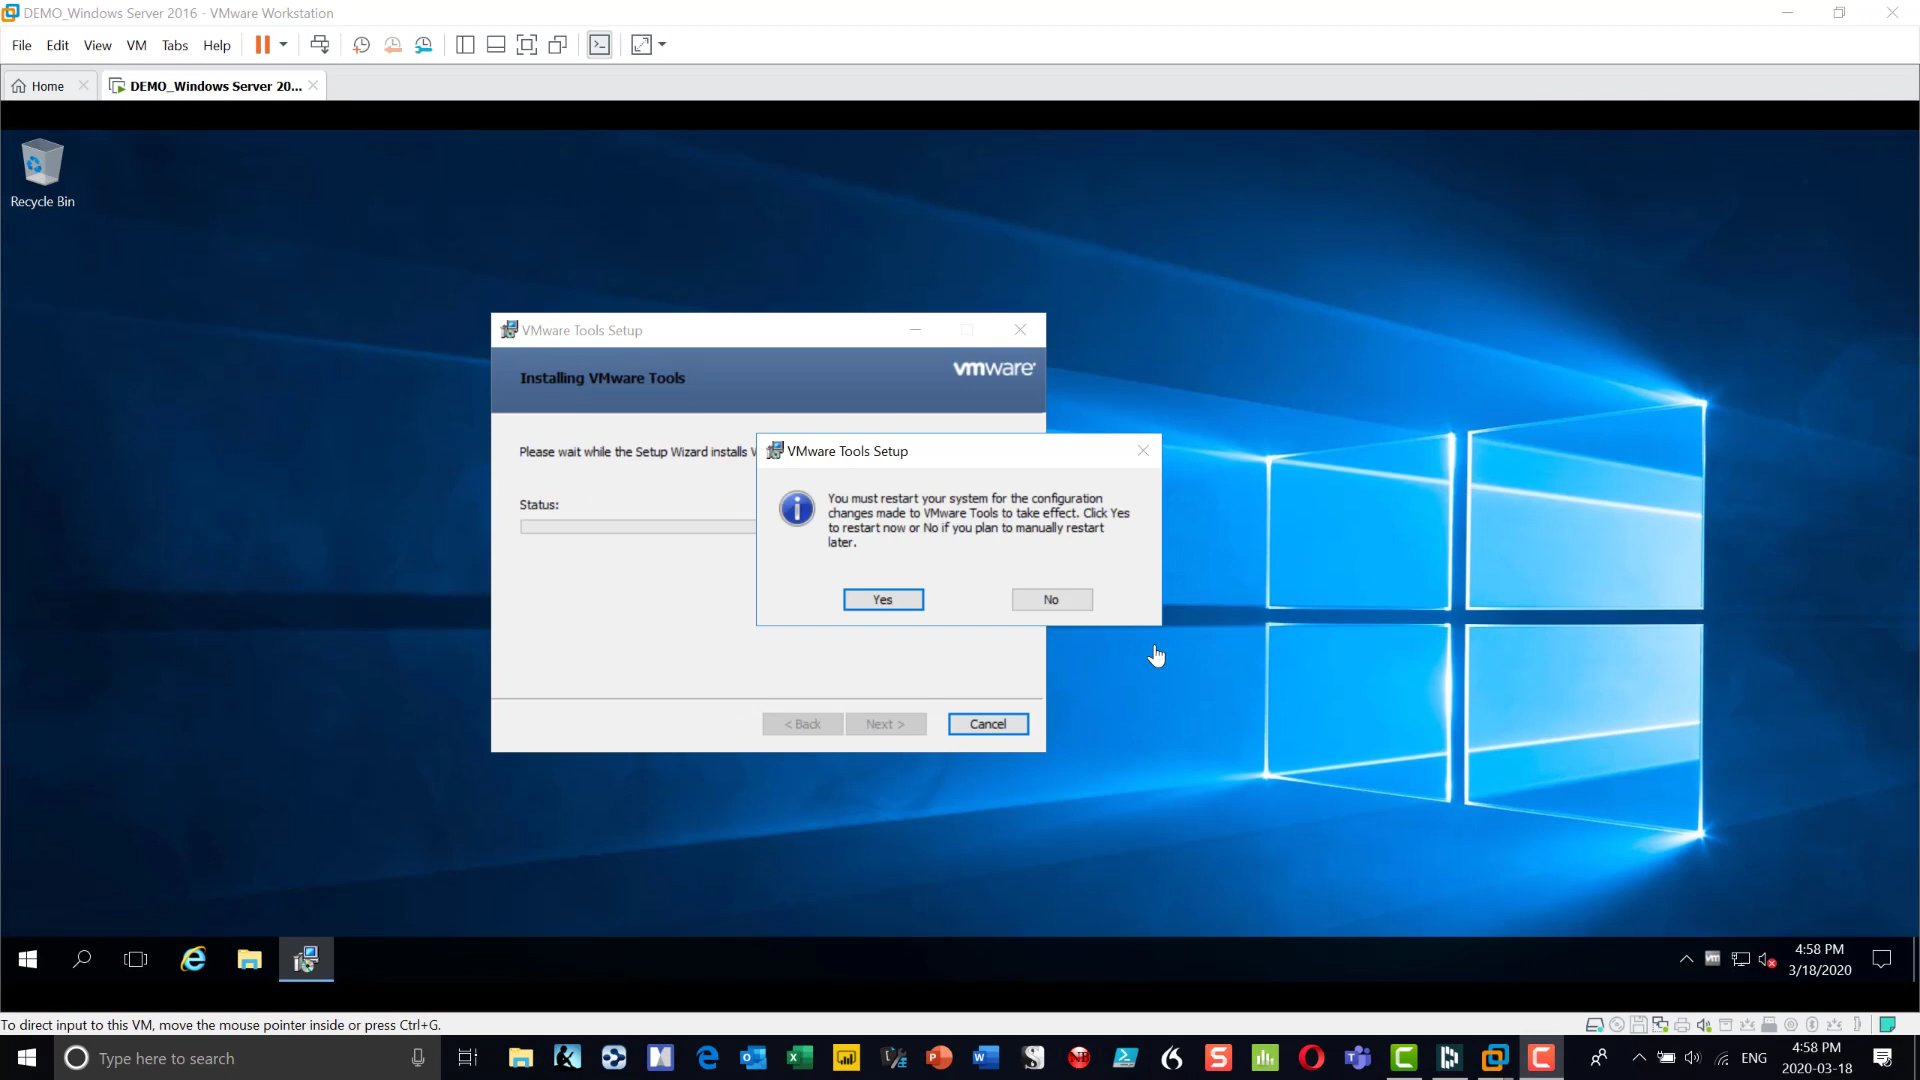 DEMO_Windows Server 2016 - VMware Workstation
File Edit View VM Tabs Help
Home
DEMO_Windows Server 20...
Recycle Bin
VMware Tools Setup
Installing VMware Tools
vmware
Please wait while the Setup Wizard installs
Status:
VMware Tools Setup
You must restart your system for the configuration
changes made to VMware Tools to take effect. Click Yes
to restart now or No if you plan to manually restart
later.
Yes
No
< Back
Next >
Cancel
4:58 PM
3/18/2020
To direct input to this VM, move the mouse pointer inside or press Ctrl+G.
Type here to search
ENG
4:58 PM
2020-03-18